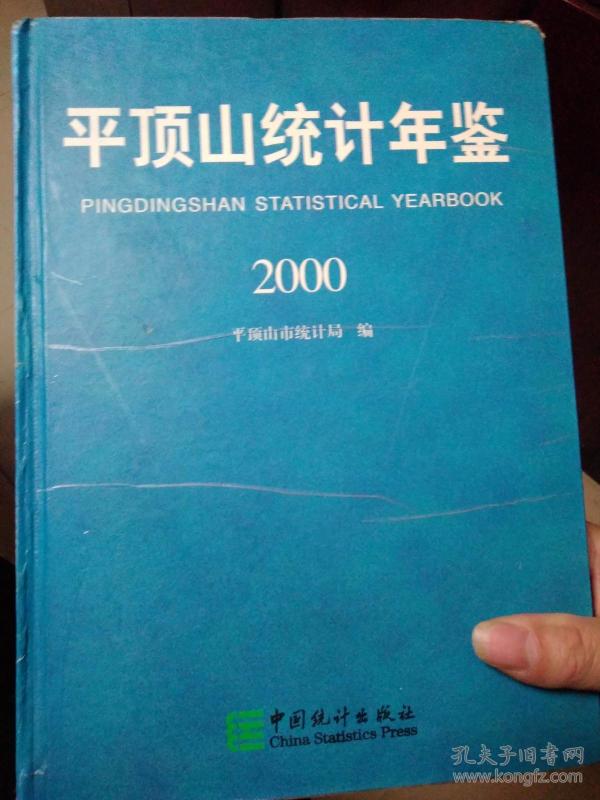 平顶山统计年鉴
PINGDINGSHAN STATISTICAL YEARBOOK
2000
平顶山市统计局 编
中国统计出版社
China Statistics Press
孔夫子旧书网
www.kongfz.com